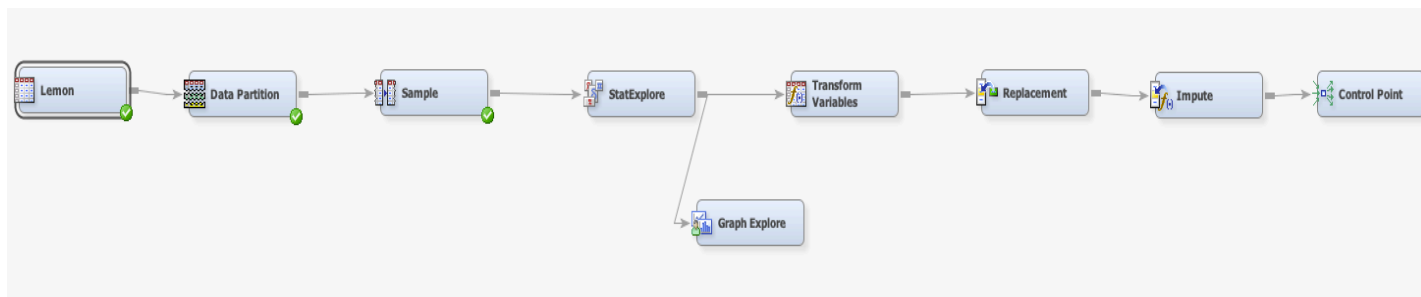 Lemon
Data Partition
Sample
StatExplore
Transform
Variables
Replacement
Impute
Control Point
Graph Explore